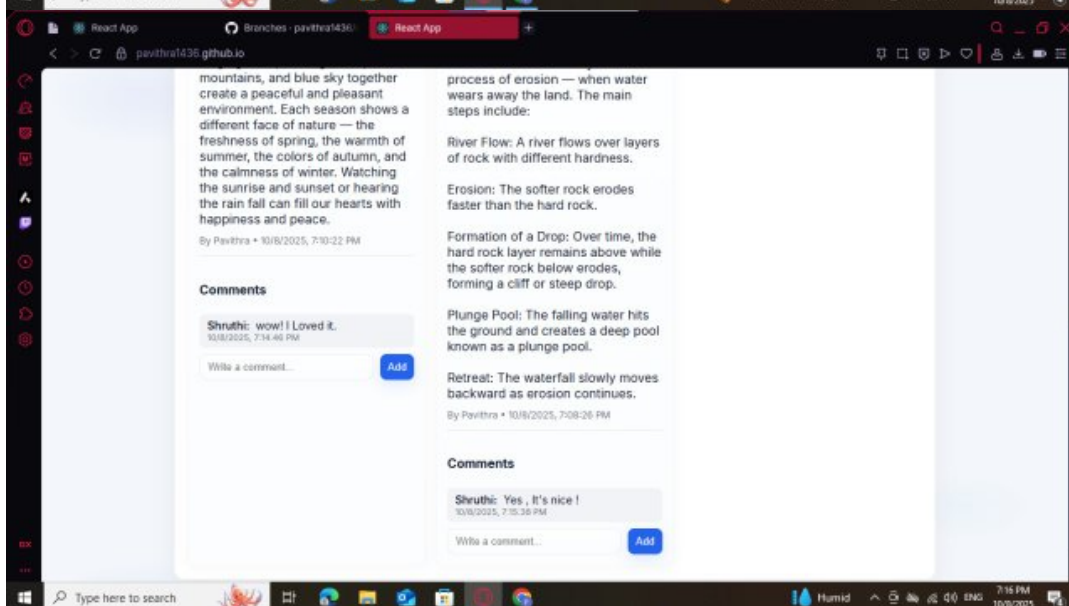 10/8/2025
React App
Branches · pavithra1436/
React App
pavithra1436.github.io
mountains, and blue sky together
create a peaceful and pleasant
environment. Each season shows a
different face of nature — the
freshness of spring, the warmth of
summer, the colors of autumn, and
the calmness of winter. Watching
the sunrise and sunset or hearing
the rain fall can fill our hearts with
happiness and peace.
By Pavithra • 10/8/2025, 7:10:22 PM
Comments
Shruthi: wow! I Loved it.
10/8/2025, 7:14:46 PM
Write a comment...
Add
process of erosion — when water
wears away the land. The main
steps include:
River Flow: A river flows over layers
of rock with different hardness.
Erosion: The softer rock erodes
faster than the hard rock.
Formation of a Drop: Over time, the
hard rock layer remains above while
the softer rock below erodes,
forming a cliff or steep drop.
Plunge Pool: The falling water hits
the ground and creates a deep pool
known as a plunge pool.
Retreat: The waterfall slowly moves
backward as erosion continues.
By Pavithra • 10/8/2025, 7:08:26 PM
Comments
Shruthi: Yes , It's nice !
10/8/2025, 7:15:36 PM
Write a comment...
Add
Type here to search
Humid
ENG
7:16 PM
10/8/2025